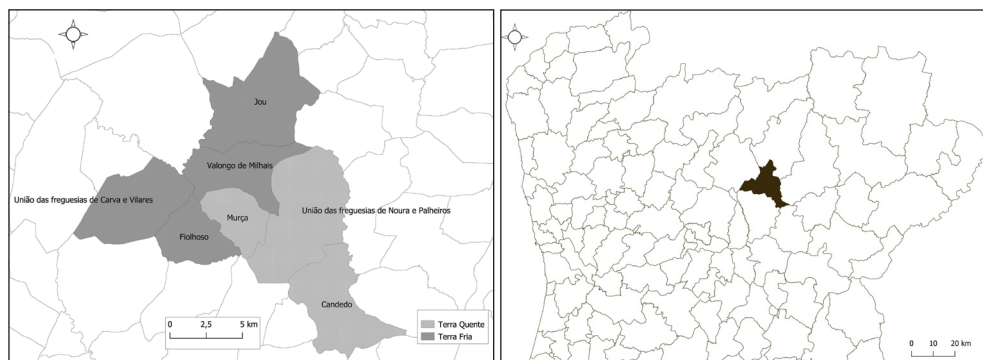 Jou
Valongo de Milhais
União das freguesias de Carva e Vilares
União das freguesias de Noura e Palheiros
Murça
Fiolhoso
Candedo
0 2,5 5 km
Terra Quente
Terra Fria
0 10 20 km